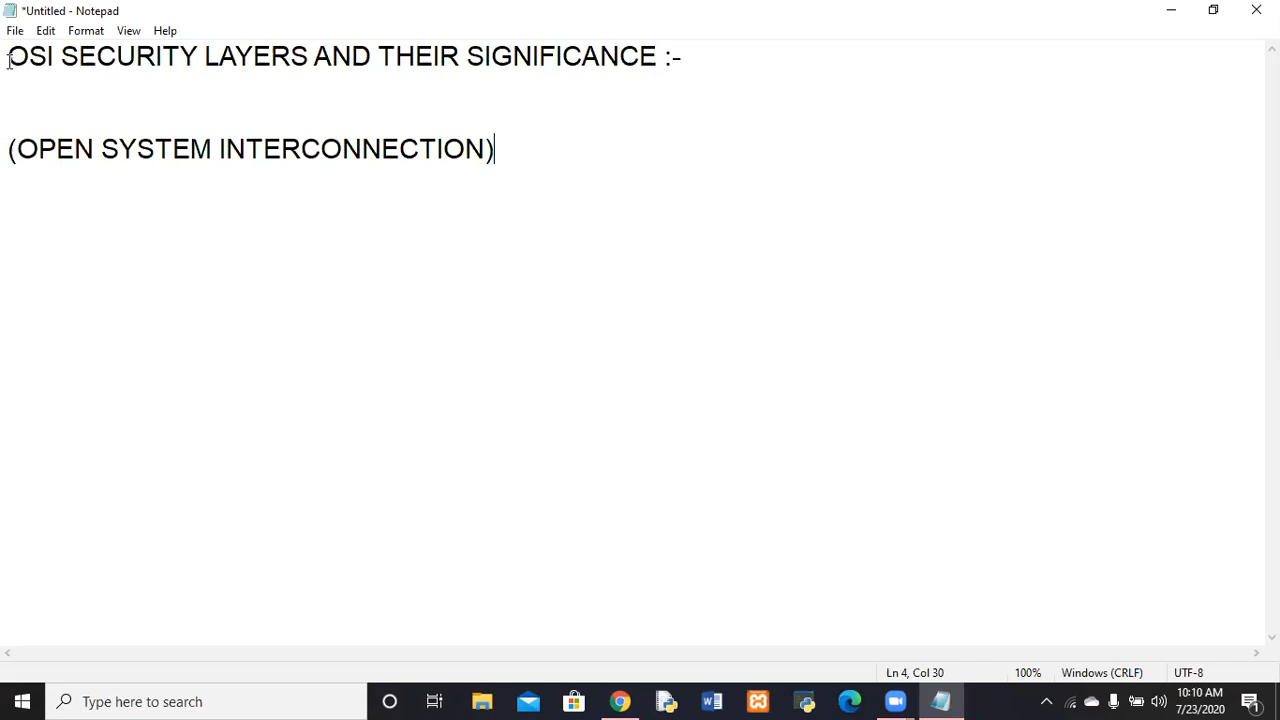 *Untitled - Notepad
File Edit Format View Help
OSI SECURITY LAYERS AND THEIR SIGNIFICANCE :-
(OPEN SYSTEM INTERCONNECTION)
Ln 4, Col 30 100% Windows (CRLF) UTF-8
Type here to search
10:10 AM
7/23/2020
1